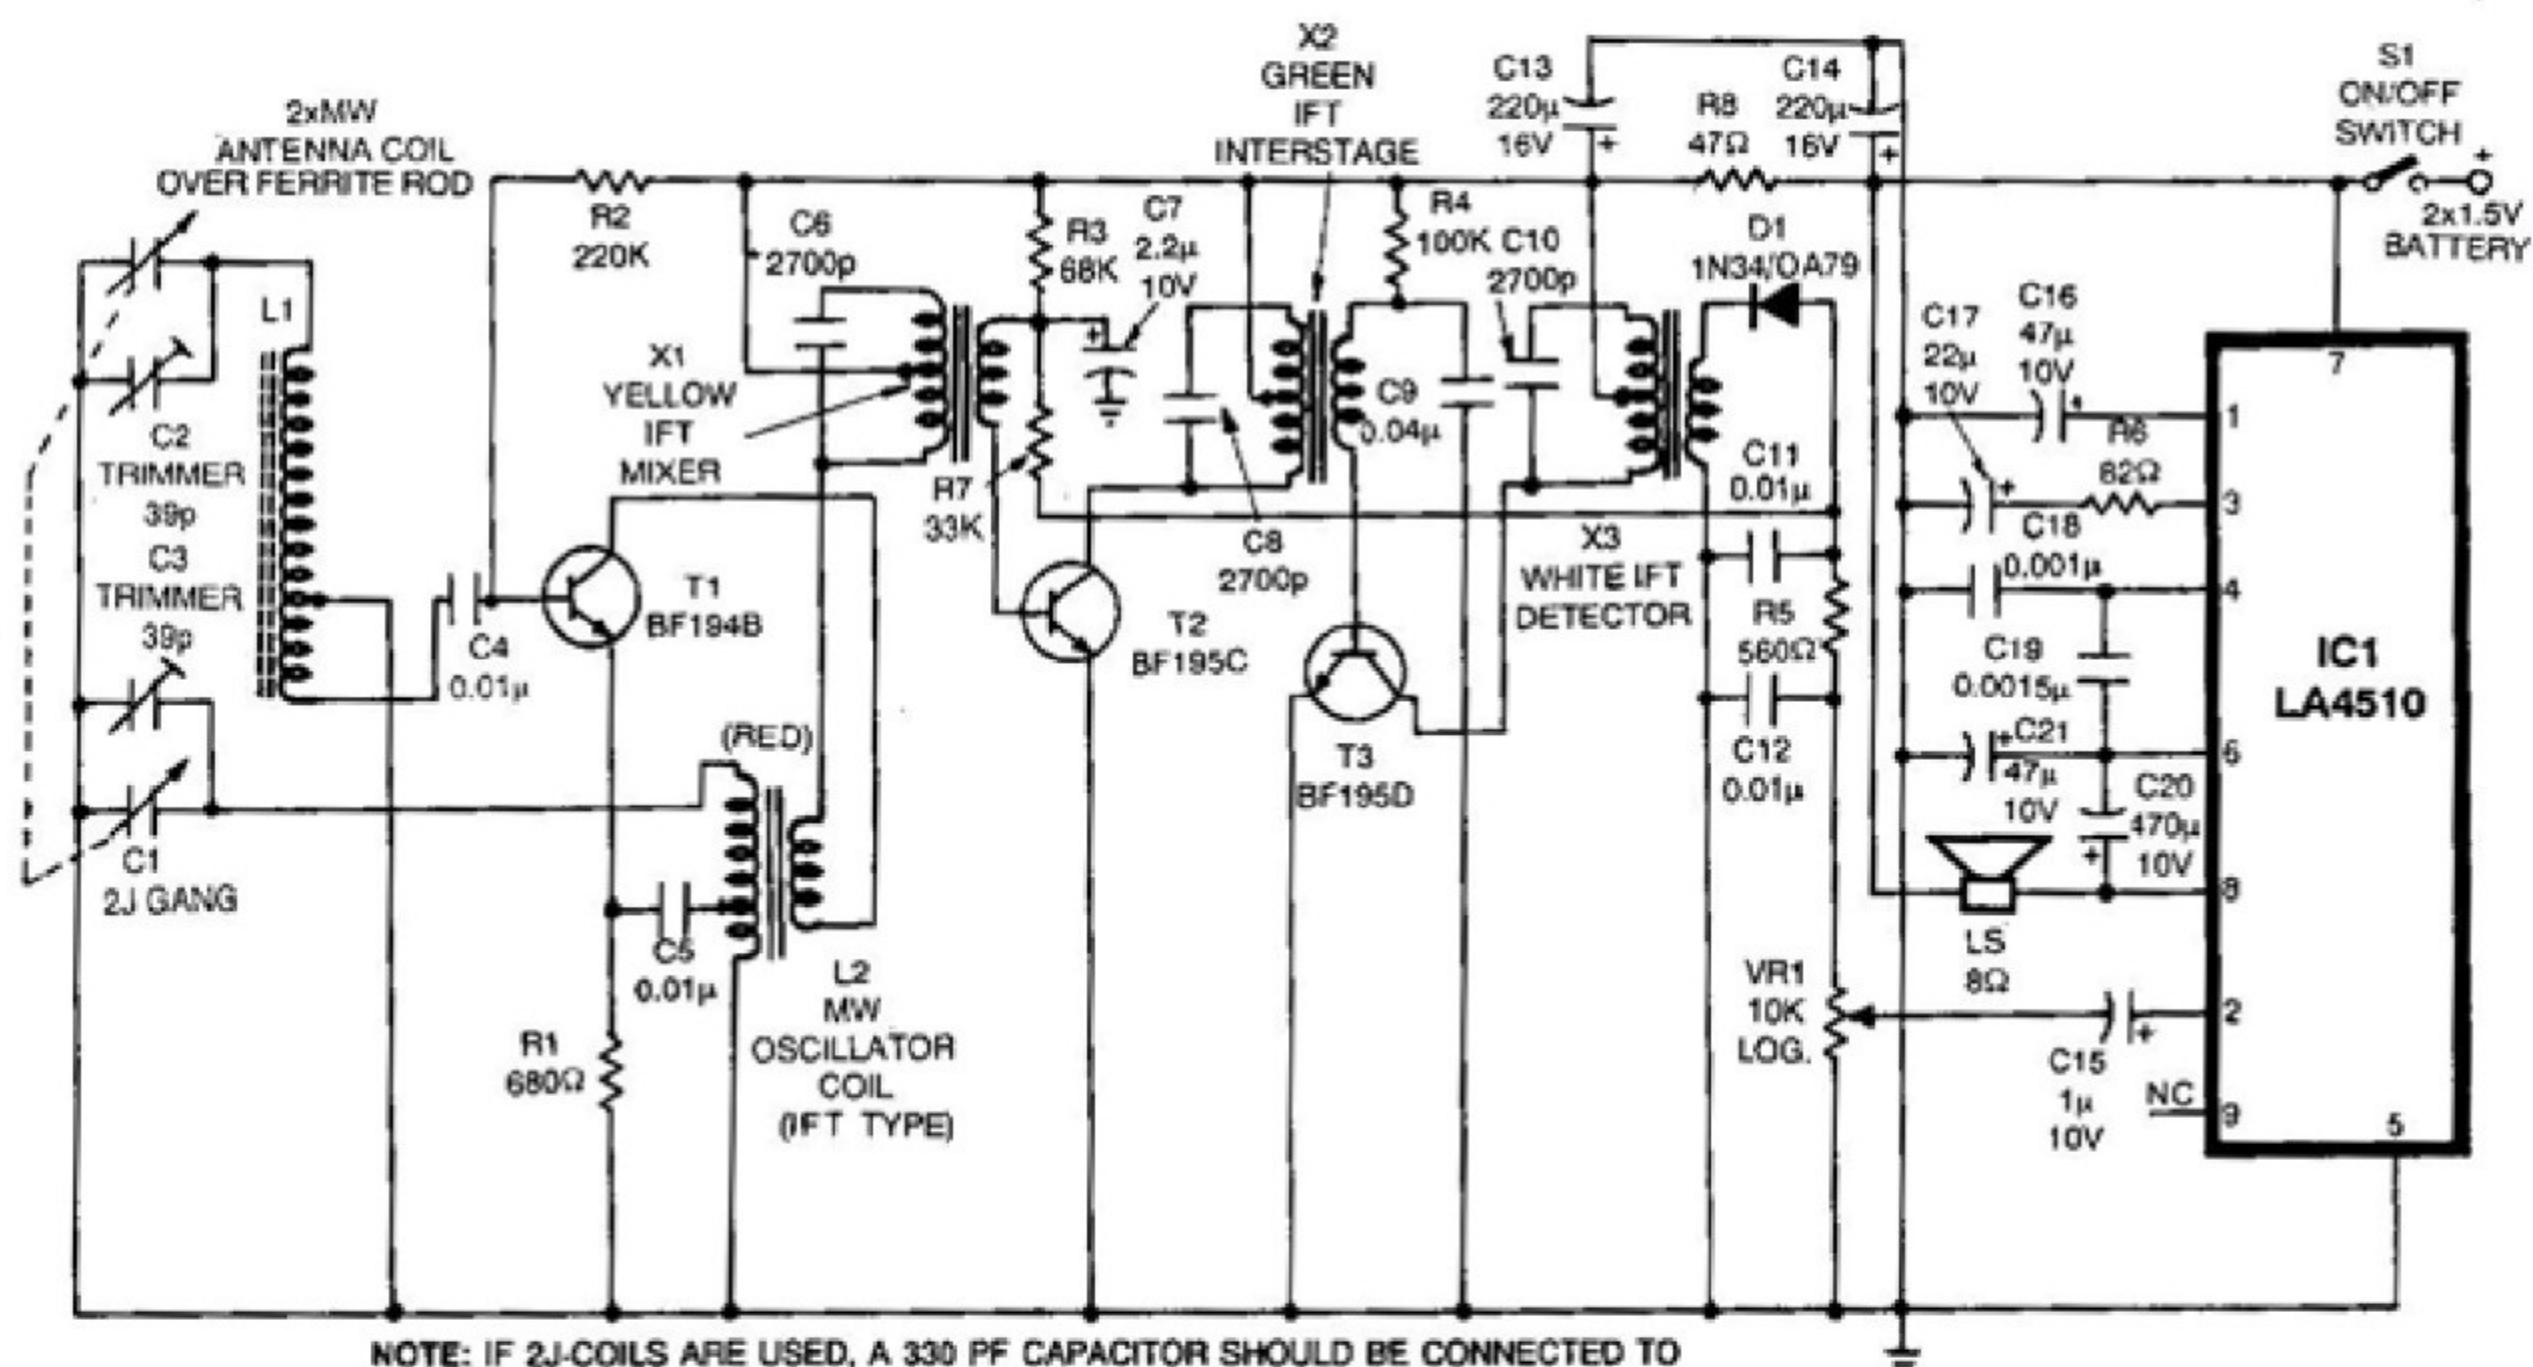 2xMW
ANTENNA COIL
OVER FERRITE ROD
L1
C2
TRIMMER
39p
C3
TRIMMER
39p
C1
2J GANG
R2
220K
C4
0.01µ
T1
BF194B
R1
680Ω
C5
0.01µ
(RED)
L2
MW
OSCILLATOR
COIL
(IFT TYPE)
C6
2700p
X1
YELLOW
IFT
MIXER
R3
68K
C7
2.2µ
10V
R7
33K
T2
BF195C
C8
2700p
X2
GREEN
IFT
INTERSTAGE
R4
100K
C9
0.04µ
T3
BF195D
C10
2700p
C13
220µ
16V
+
R8
47Ω
C14
220µ
16V
+
D1
1N34/OA79
X3
WHITE IFT
DETECTOR
C11
0.01µ
R5
560Ω
C12
0.01µ
VR1
10K
LOG.
S1
ON/OFF
SWITCH
+
2x1.5V
BATTERY
C17
22µ
10V
C16
47µ
10V
R6
82Ω
C18
0.001µ
C19
0.0015µ
C21
47µ
10V
C20
470µ
10V
LS
8Ω
C15
1µ
10V
NC
7
1
3
4
6
8
2
9
5
IC1
LA4510
NOTE: IF 2J-COILS ARE USED, A 330 PF CAPACITOR SHOULD BE CONNECTED TO